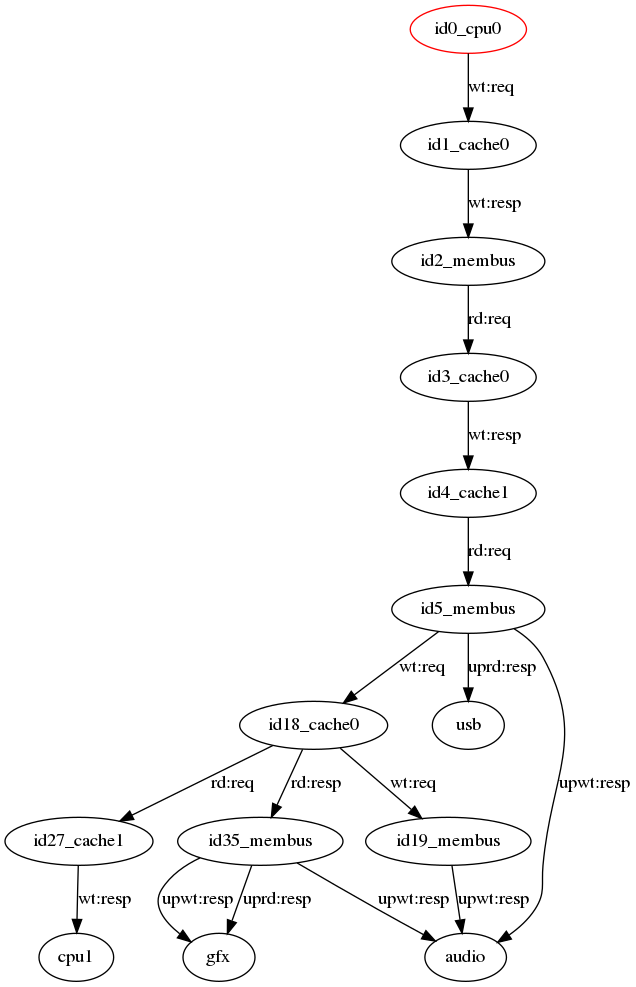 id0_cpu0
wt:req
id1_cache0
wt:resp
id2_membus
rd:req
id3_cache0
wt:resp
id4_cache1
rd:req
id5_membus
wt:req
uprd:resp
id18_cache0
usb
rd:req
rd:resp
wt:req
upwt:resp
id27_cache1
id35_membus
id19_membus
wt:resp
upwt:resp
uprd:resp
upwt:resp
upwt:resp
cpu1
gfx
audio